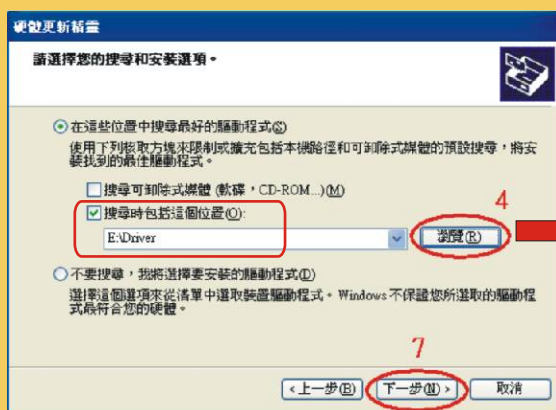 硬體更新精靈
請選擇您的搜尋和安裝選項。
在這些位置中搜尋最好的驅動程式(S)
使用下列核取方塊來限制或擴充包括本機路徑和可卸除式媒體的預設搜尋，將安
裝找到的最佳驅動程式。
搜尋可卸除式媒體 (軟碟，CD-ROM...)(M)
4
搜尋時包括這個位置(O):
E:\Driver
瀏覽(R)
不要搜尋，我將選擇要安裝的驅動程式(D)
選擇這個選項來從清單中選取裝置驅動程式。Windows 不保證您所選取的驅動程
式最符合您的硬體。
7
<上一步(B)
下一步(N)>
取消